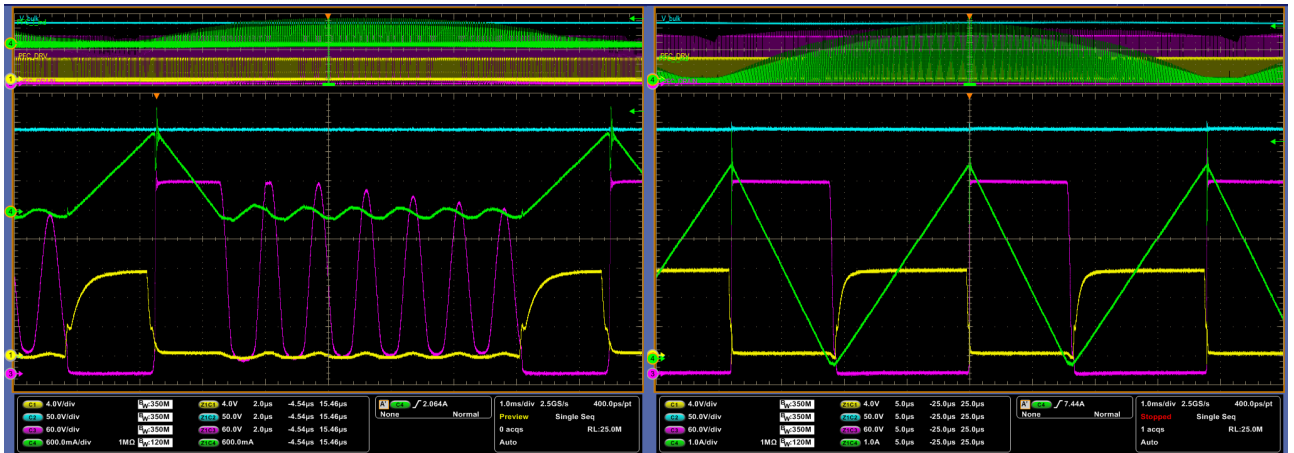 V_bulk
4
PFC_DRV
1
4
1
3
C1 4.0V/div BW:350M
C2 50.0V/div BW:350M
C3 60.0V/div BW:350M
C4 600.0mA/div 1MΩ BW:120M
Z1C1 4.0V 2.0µs -4.54µs 15.46µs
Z1C2 50.0V 2.0µs -4.54µs 15.46µs
Z1C3 60.0V 2.0µs -4.54µs 15.46µs
Z1C4 600.0mA -4.54µs 15.46µs
A' C4 2.064A
None Normal
1.0ms/div 2.5GS/s 400.0ps/pt
Preview Single Seq
0 acqs RL:25.0M
Auto
V_bulk
PFC_DRV
4
4
3
C1 4.0V/div BW:350M
C2 50.0V/div BW:350M
C3 60.0V/div BW:350M
C4 1.0A/div 1MΩ BW:120M
Z1C1 4.0V 5.0µs -25.0µs 25.0µs
Z1C2 50.0V 5.0µs -25.0µs 25.0µs
Z1C3 60.0V 5.0µs -25.0µs 25.0µs
Z1C4 1.0A 5.0µs -25.0µs 25.0µs
A' C4 7.44A
None Normal
1.0ms/div 2.5GS/s 400.0ps/pt
Stopped Single Seq
1 acqs RL:25.0M
Auto